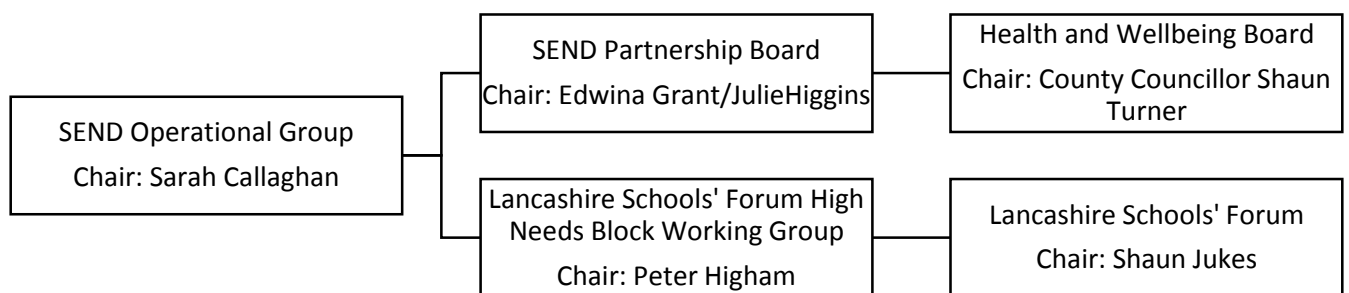 SEND Operational Group
Chair: Sarah Callaghan
SEND Partnership Board
Chair: Edwina Grant/JulieHiggins
Lancashire Schools' Forum High
Needs Block Working Group
Chair: Peter Higham
Health and Wellbeing Board
Chair: County Councillor Shaun
Turner
Lancashire Schools' Forum
Chair: Shaun Jukes